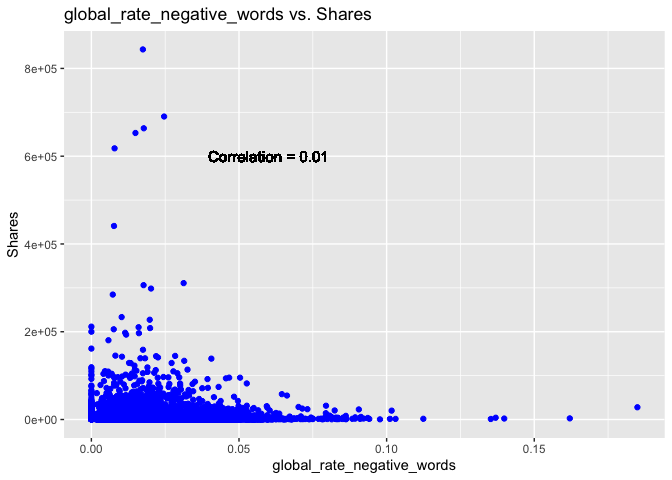 global_rate_negative_words vs. Shares
8e+05
Correlation = 0.01
6e+05
Shares
4e+05
2e+05
0e+00
0.00 0.05 0.10 0.15
global_rate_negative_words